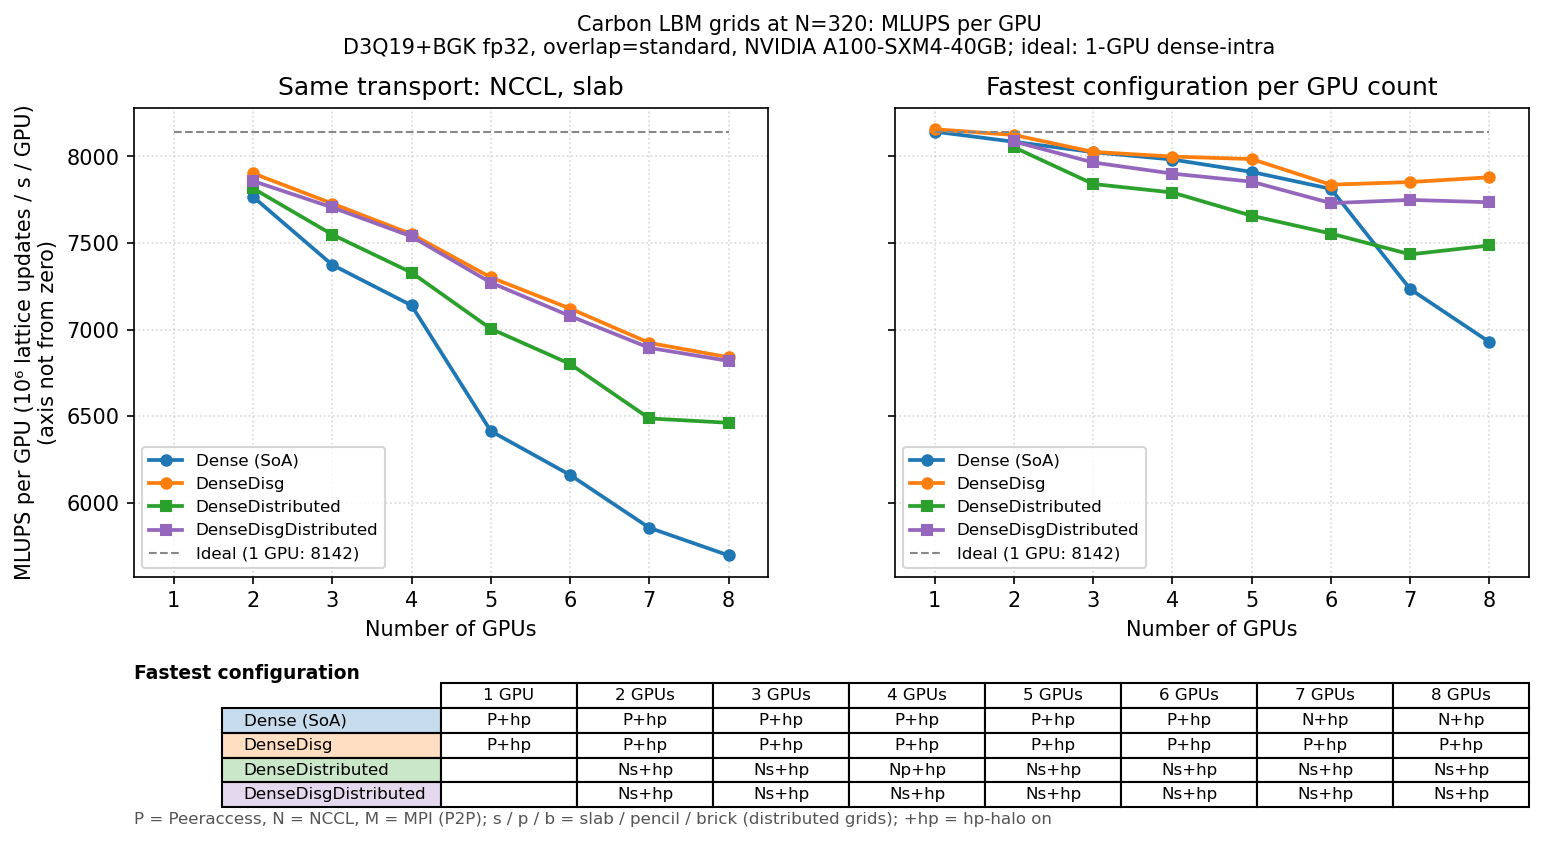 Carbon LBM grids at N=320: MLUPS per GPU
D3Q19+BGK fp32, overlap=standard, NVIDIA A100-SXM4-40GB; ideal: 1-GPU dense-intra
Same transport: NCCL, slab
MLUPS per GPU (10⁶ lattice updates / s / GPU)
(axis not from zero)
8000
7500
7000
6500
6000
Dense (SoA)
DenseDisg
DenseDistributed
DenseDisgDistributed
Ideal (1 GPU: 8142)
1 2 3 4 5 6 7 8
Number of GPUs
Fastest configuration per GPU count
Dense (SoA)
DenseDisg
DenseDistributed
DenseDisgDistributed
Ideal (1 GPU: 8142)
1 2 3 4 5 6 7 8
Number of GPUs
Fastest configuration
1 GPU 2 GPUs 3 GPUs 4 GPUs 5 GPUs 6 GPUs 7 GPUs 8 GPUs
Dense (SoA) P+hp P+hp P+hp P+hp P+hp P+hp N+hp N+hp
DenseDisg P+hp P+hp P+hp P+hp P+hp P+hp P+hp P+hp
DenseDistributed Ns+hp Ns+hp Np+hp Ns+hp Ns+hp Ns+hp Ns+hp
DenseDisgDistributed Ns+hp Ns+hp Ns+hp Ns+hp Ns+hp Ns+hp Ns+hp
P = Peeraccess, N = NCCL, M = MPI (P2P); s / p / b = slab / pencil / brick (distributed grids); +hp = hp-halo on